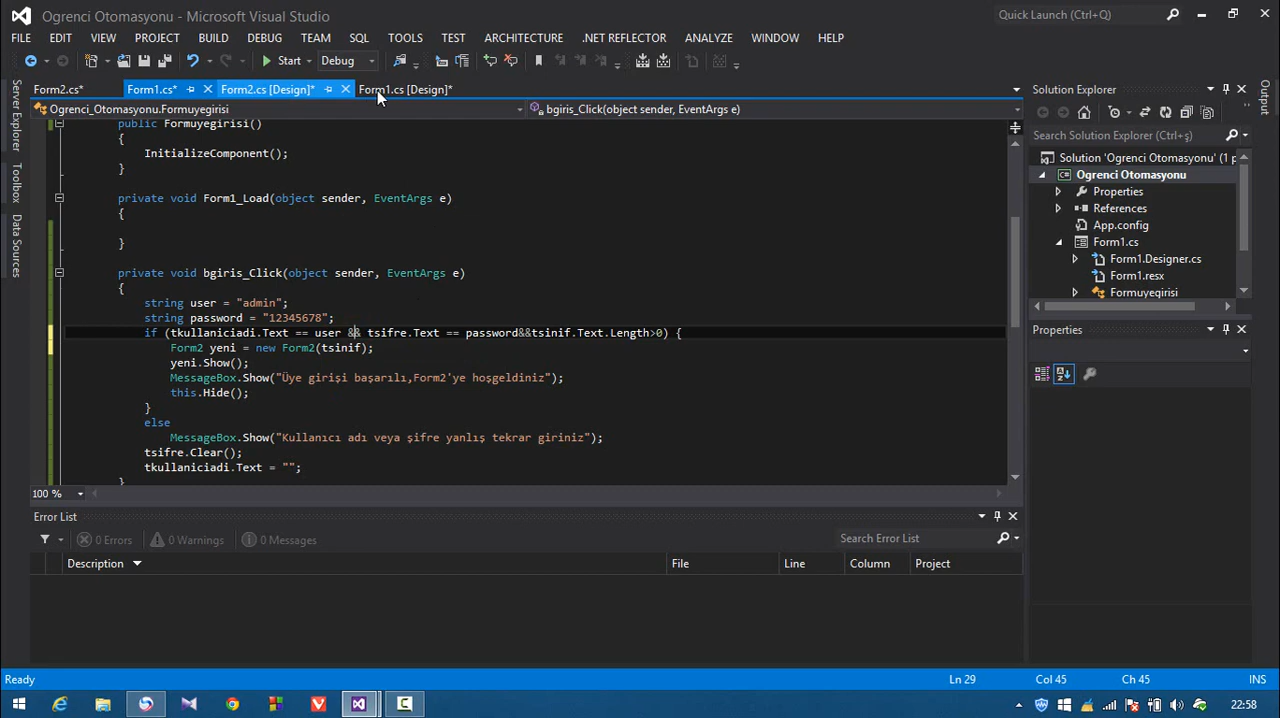 Ogrenci Otomasyonu - Microsoft Visual Studio
Quick Launch (Ctrl+Q)
FILE EDIT VIEW PROJECT BUILD DEBUG TEAM SQL TOOLS TEST ARCHITECTURE .NET REFLECTOR ANALYZE WINDOW HELP
Start Debug
Form2.cs* Form1.cs* Form2.cs [Design]* Form1.cs [Design]*
Ogrenci_Otomasyonu.Formuyegirisi
bgiris_Click(object sender, EventArgs e)
Server Explorer
Toolbox
Data Sources
public Formuyegirisi()
{
InitializeComponent();
}
private void Form1_Load(object sender, EventArgs e)
{
}
private void bgiris_Click(object sender, EventArgs e)
{
string user = "admin";
string password = "12345678";
if (tkullaniciadi.Text == user && tsifre.Text == password&&tsinif.Text.Length>0) {
Form2 yeni = new Form2(tsinif);
yeni.Show();
MessageBox.Show("Üye girişi başarılı,Form2'ye hoşgeldiniz");
this.Hide();
}
else
MessageBox.Show("Kullanıcı adı veya şifre yanlış tekrar giriniz");
tsifre.Clear();
tkullaniciadi.Text = "";
}
100 %
Error List
0 Errors 0 Warnings 0 Messages
Search Error List
Description File Line Column Project
Solution Explorer
Search Solution Explorer (Ctrl+ş)
Solution 'Ogrenci Otomasyonu' (1 p
Ogrenci Otomasyonu
Properties
References
App.config
Form1.cs
Form1.Designer.cs
Form1.resx
Formuyegirisi
Properties
Output
Ready
Ln 29 Col 45 Ch 45 INS
22:58